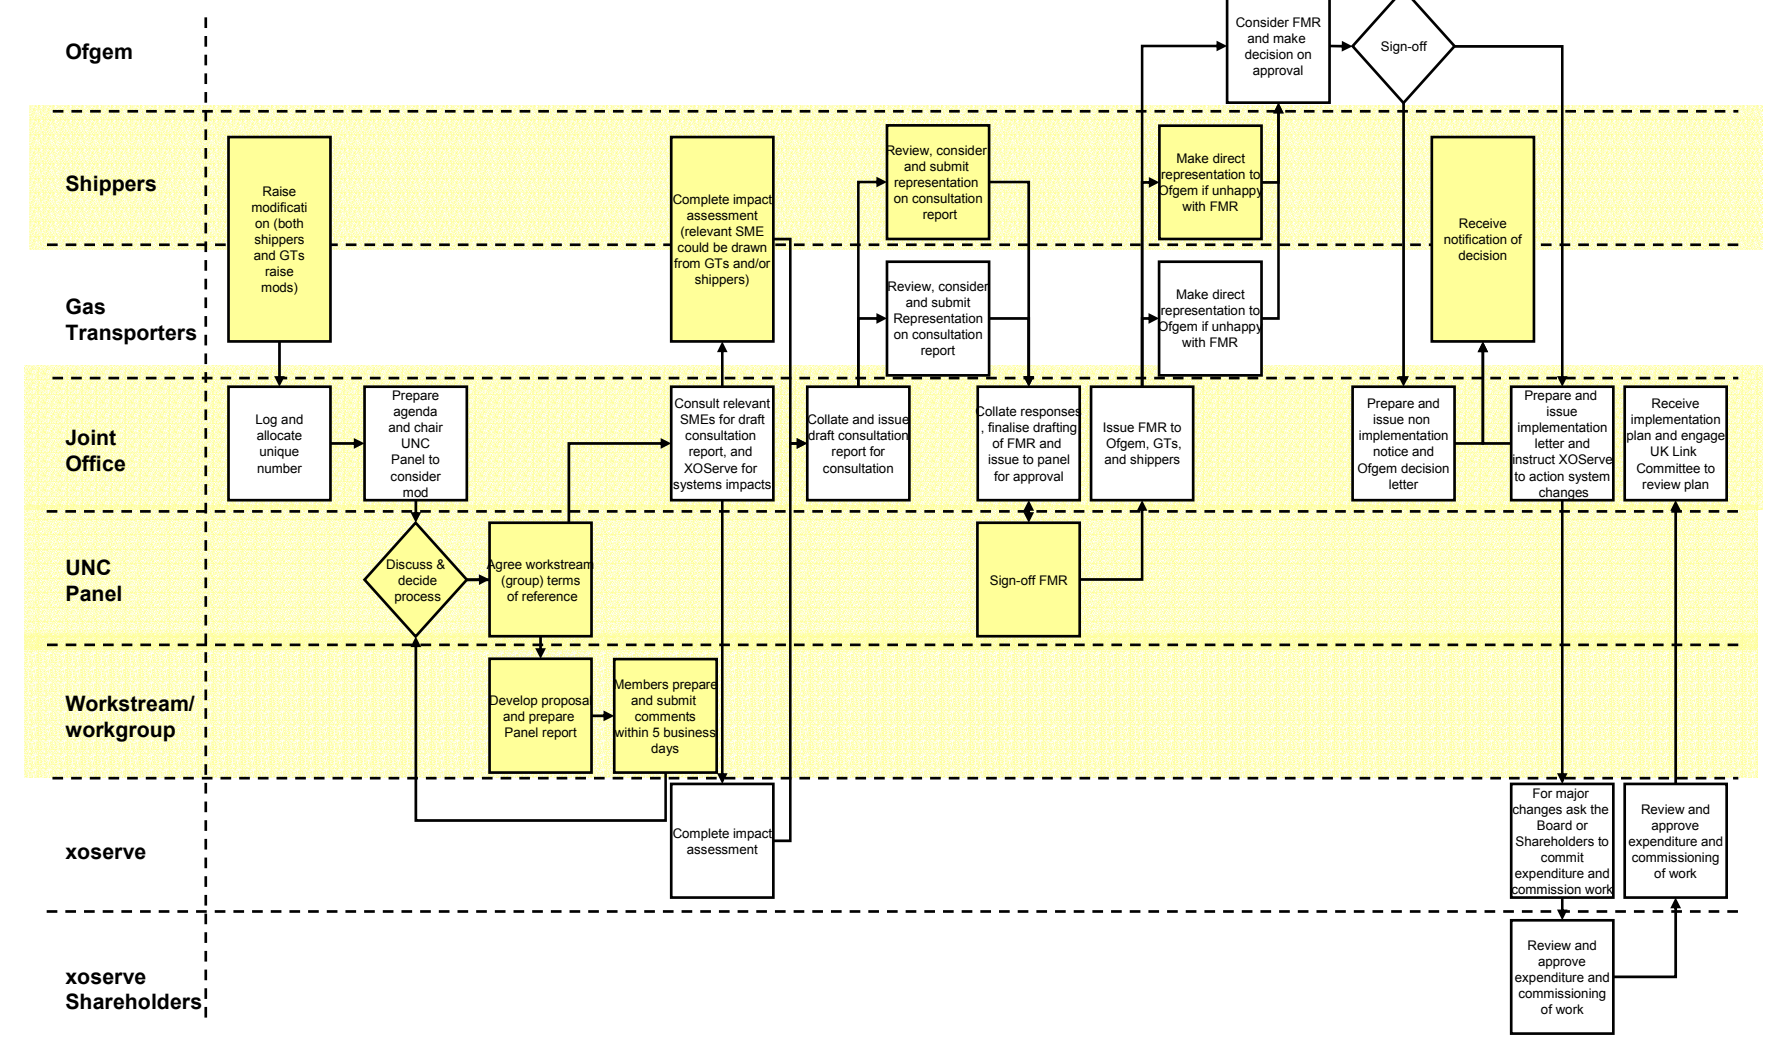 Ofgem
Consider FMR
and make
decision on
approval
Sign-off
Shippers
Raise
modificati
on (both
shippers
and GTs
raise
mods)
Complete impact
assessment
(relevant SME
could be drawn
from GTs and/or
shippers)
Review, consider
and submit
representation
on consultation
report
Make direct
representation to
Ofgem if unhappy
with FMR
Receive
notification of
decision
Gas
Transporters
Review, consider
and submit
Representation
on consultation
report
Make direct
representation to
Ofgem if unhappy
with FMR
Joint
Office
Log and
allocate
unique
number
Prepare
agenda
and chair
UNC
Panel to
consider
mod
Consult relevant
SMEs for draft
consultation
report, and
XOServe for
systems impacts
Collate and issue
draft consultation
report for
consultation
Collate responses
, finalise drafting
of FMR and
issue to panel
for approval
Issue FMR to
Ofgem, GTs,
and shippers
Prepare and
issue non
implementation
notice and
Ofgem decision
letter
Prepare and
issue
implementation
letter and
instruct XOServe
to action system
changes
Receive
implementation
plan and engage
UK Link
Committee to
review plan
UNC
Panel
Discuss &
decide
process
Agree workstream
(group) terms
of reference
Sign-off FMR
Workstream/
workgroup
Develop proposal
and prepare
Panel report
Members prepare
and submit
comments
within 5 business
days
xoserve
Complete impact
assessment
For major
changes ask the
Board or
Shareholders to
commit
expenditure and
commission work
Review and
approve
expenditure and
commissioning
of work
xoserve
Shareholders
Review and
approve
expenditure and
commissioning
of work